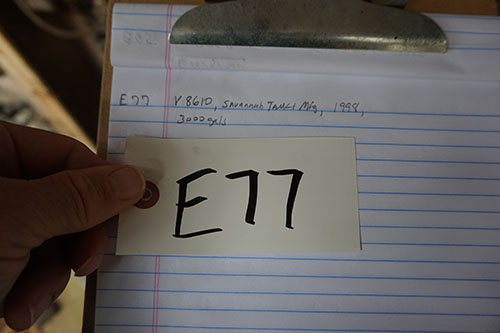 E77 V8610, Savannah Tank Mfg, 1998,
3000 gals
E77